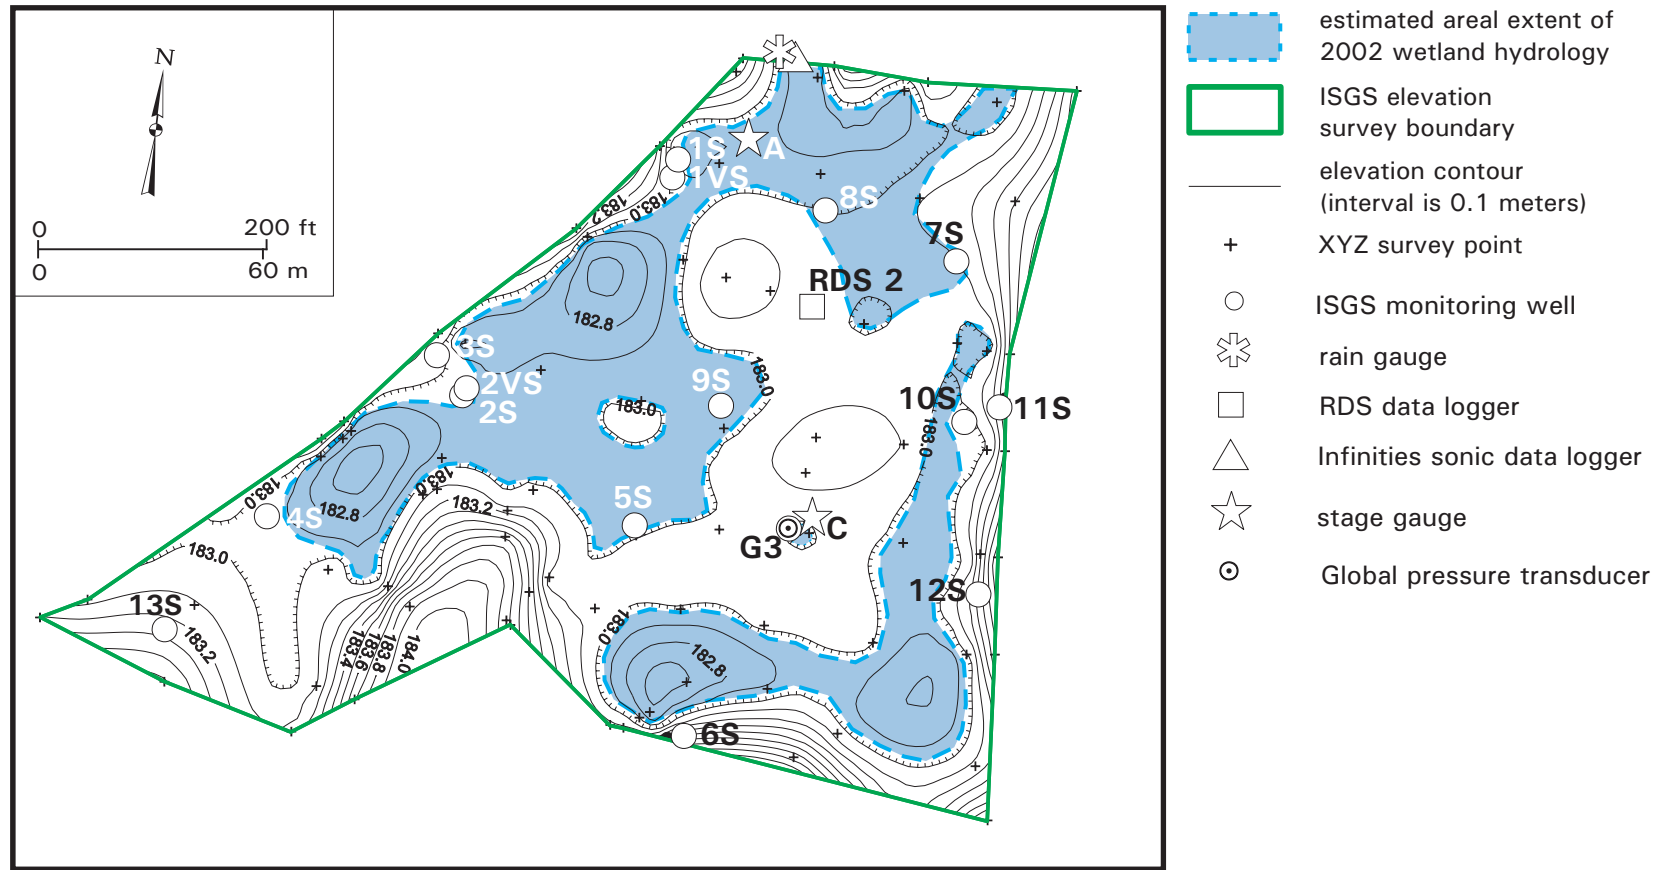 N
0 200 ft
0 60 m
1S
A
1VS
183.2
183.0
8S
7S
RDS 2
182.8
3S
2VS
2S
9S
183.0
183.0
10S
11S
183.0
183.0
183.0
182.8
4S
183.2
5S
G3
C
183.0
12S
13S
183.2
183.4
183.6
183.8
184.0
183.0
182.8
6S
estimated areal extent of
2002 wetland hydrology
ISGS elevation
survey boundary
elevation contour
(interval is 0.1 meters)
XYZ survey point
ISGS monitoring well
rain gauge
RDS data logger
Infinities sonic data logger
stage gauge
Global pressure transducer